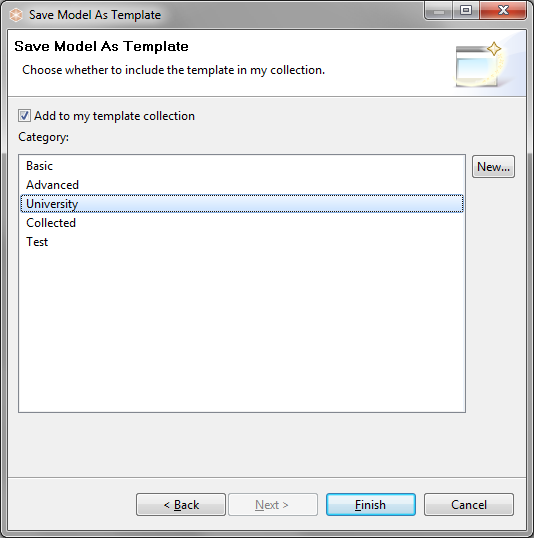 Save Model As Template
Save Model As Template
Choose whether to include the template in my collection.
Add to my template collection
Category:
Basic
New...
Advanced
University
Collected
Test
< Back
Next >
Finish
Cancel